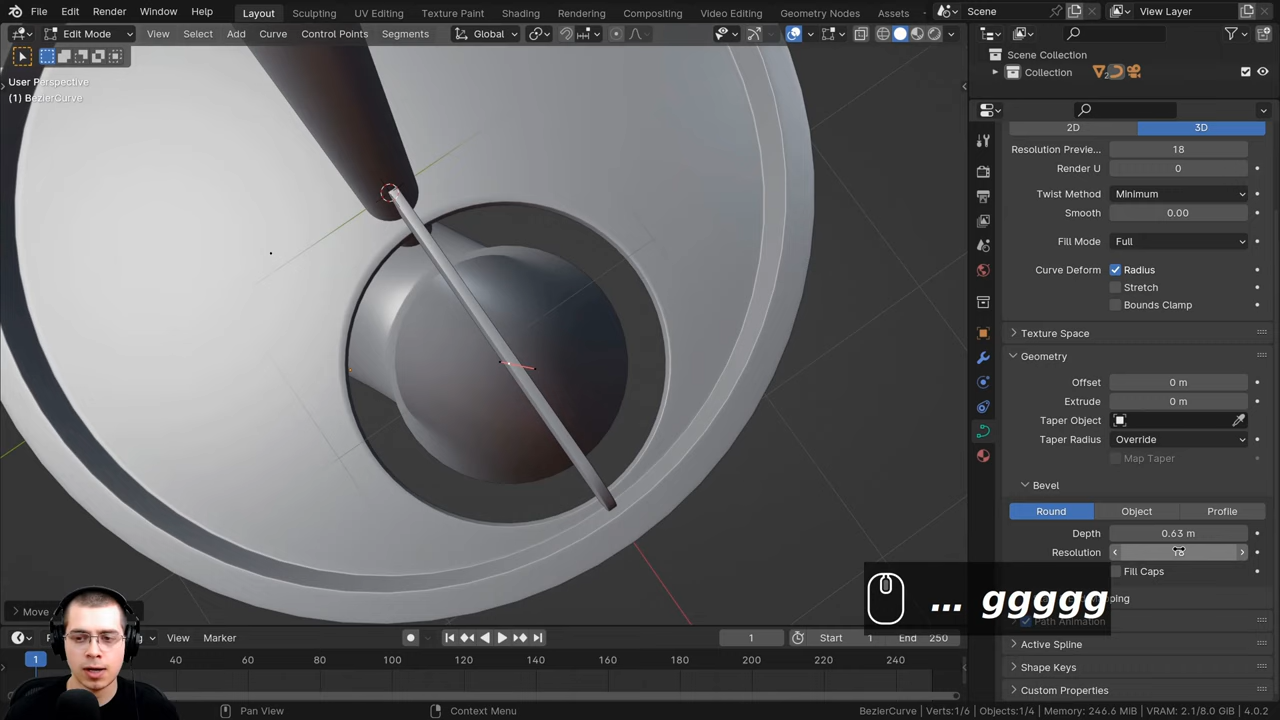 File Edit Render Window Help Layout Sculpting UV Editing Texture Paint Shading Rendering Compositing Video Editing Geometry Nodes Assets Scene View Layer
Edit Mode View Select Add Curve Control Points Segments Global
Scene Collection
Collection 2
User Perspective
(1) BezierCurve
2D 3D
Resolution Previe... 18
Render U 0
Twist Method Minimum
Smooth 0.00
Fill Mode Full
Curve Deform Radius
Stretch
Bounds Clamp
Texture Space
Geometry
Offset 0 m
Extrude 0 m
Taper Object
Taper Radius Override
Map Taper
Bevel
Round Object Profile
Depth 0.63 m
Resolution
Fill Caps
... ggggg
Move
Path Animation
View Marker 1 Start 1 End 250
Active Spline
1 40 60 80 100 120 140 160 180 200 220 240
Shape Keys
Custom Properties
Pan View Context Menu BezierCurve | Verts:1/6 | Objects:1/4 | Memory: 246.6 MiB | VRAM: 2.1/8.0 GiB | 4.0.2